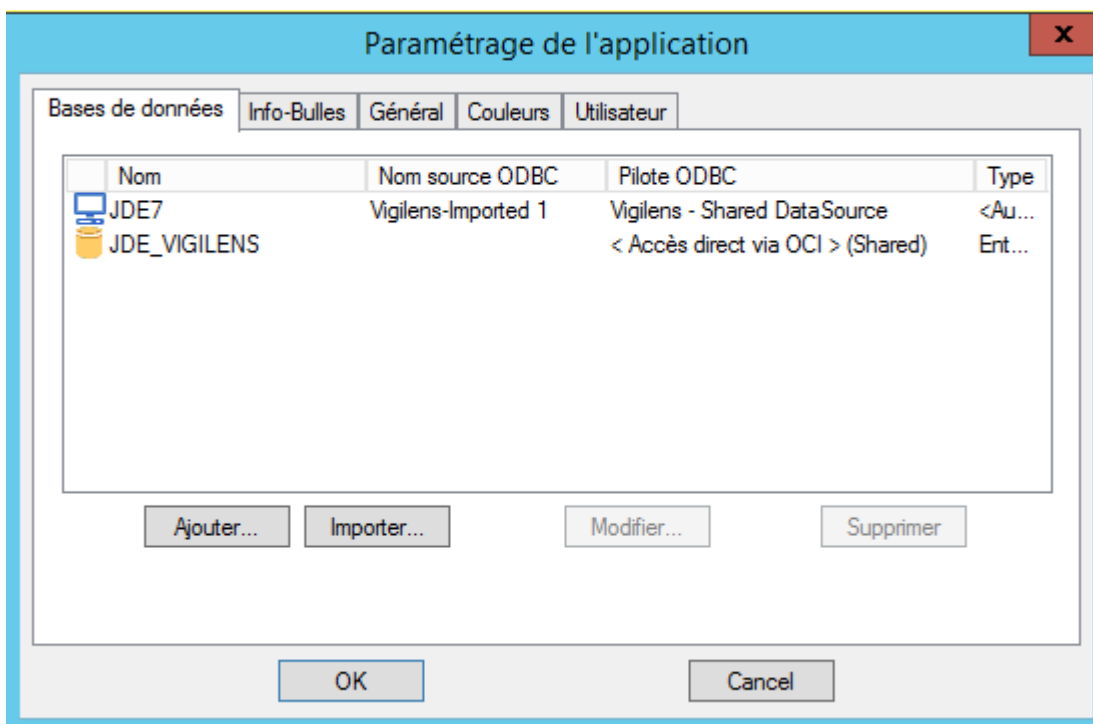 Paramétrage de l'application
x
Bases de données Info-Bulles Général Couleurs Utilisateur
Nom Nom source ODBC Pilote ODBC Type
JDE7 Vigilens-Imported 1 Vigilens - Shared DataSource <Au...
JDE_VIGILENS < Accès direct via OCI > (Shared) Ent...
Ajouter... Importer... Modifier... Supprimer
OK Cancel